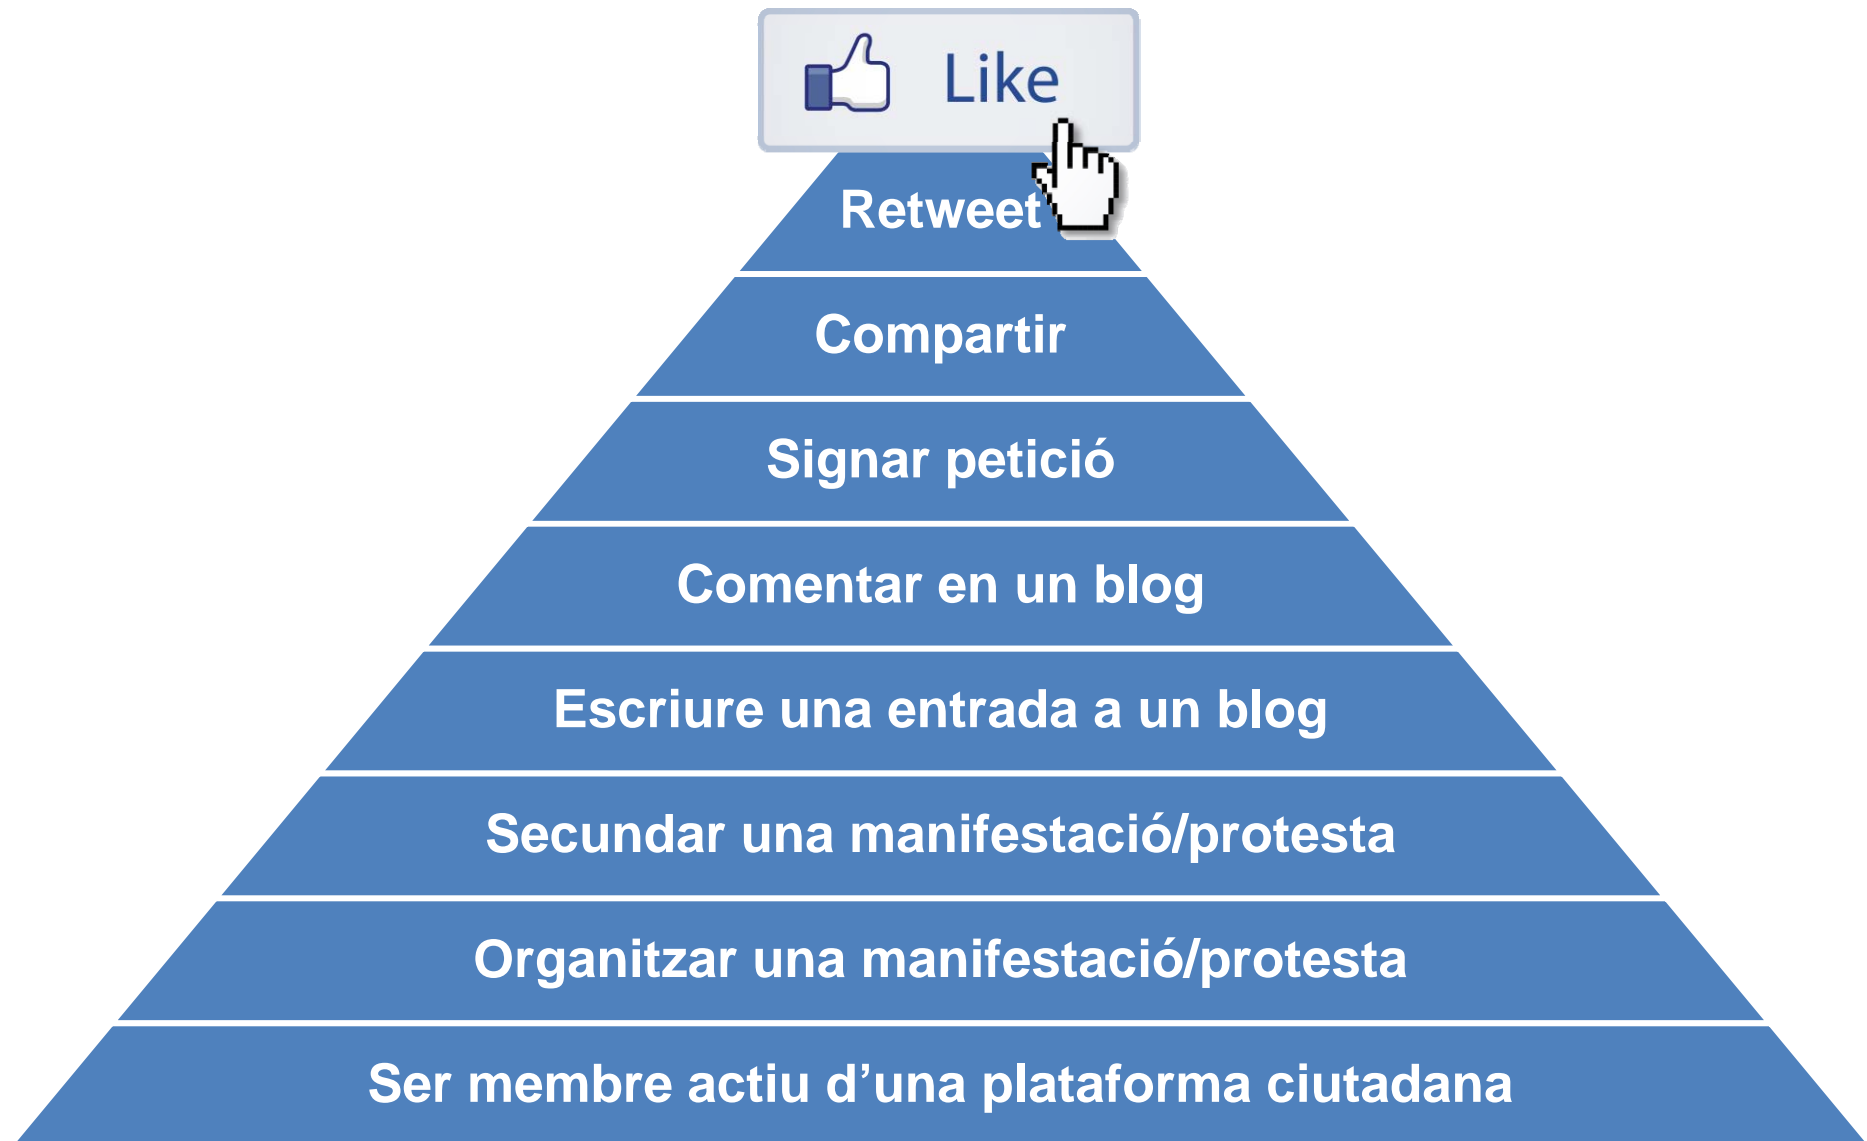 Like
Retweet
Compartir
Signar petició
Comentar en un blog
Escriure una entrada a un blog
Secundar una manifestació/protesta
Organitzar una manifestació/protesta
Ser membre actiu d’una plataforma ciutadana